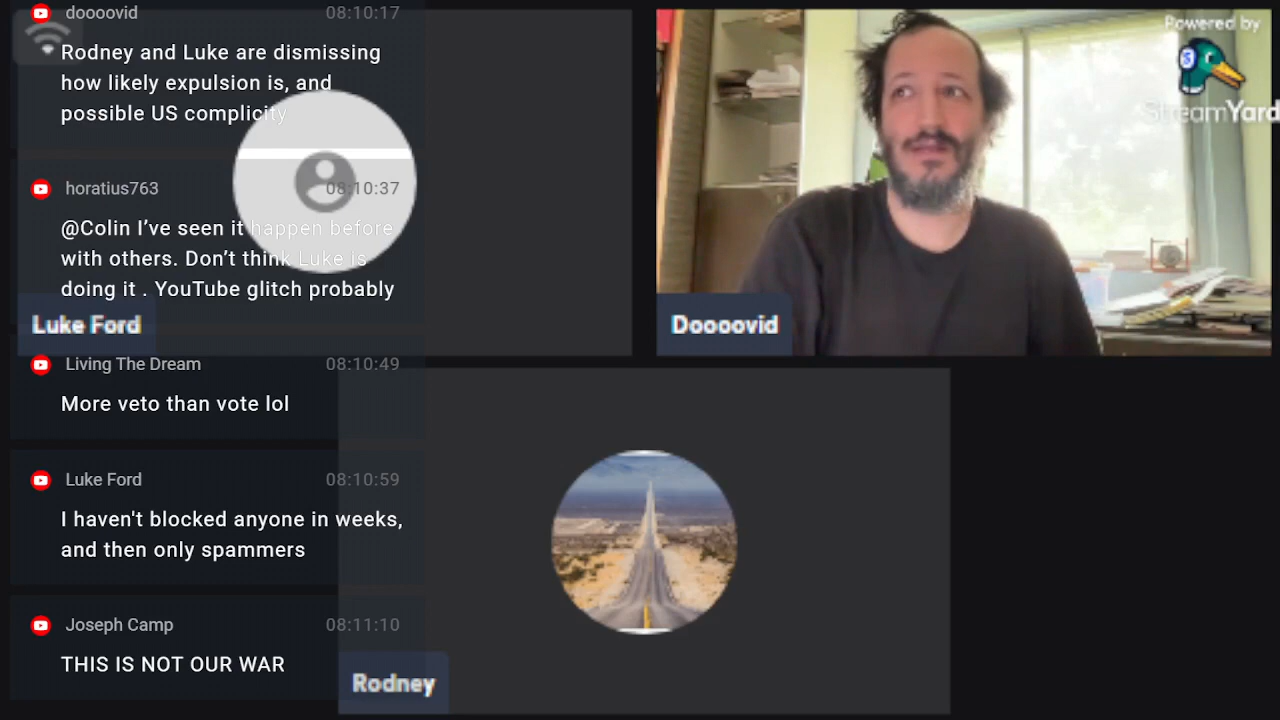 doooovid 08:10:17
Rodney and Luke are dismissing
how likely expulsion is, and
possible US complicity
horatius763 08:10:37
@Colin I’ve seen it happen before
with others. Don’t think Luke is
doing it . YouTube glitch probably
Luke Ford
Living The Dream 08:10:49
More veto than vote lol
Luke Ford 08:10:59
I haven't blocked anyone in weeks,
and then only spammers
Joseph Camp 08:11:10
THIS IS NOT OUR WAR
Powered by
StreamYard
Doooovid
Rodney